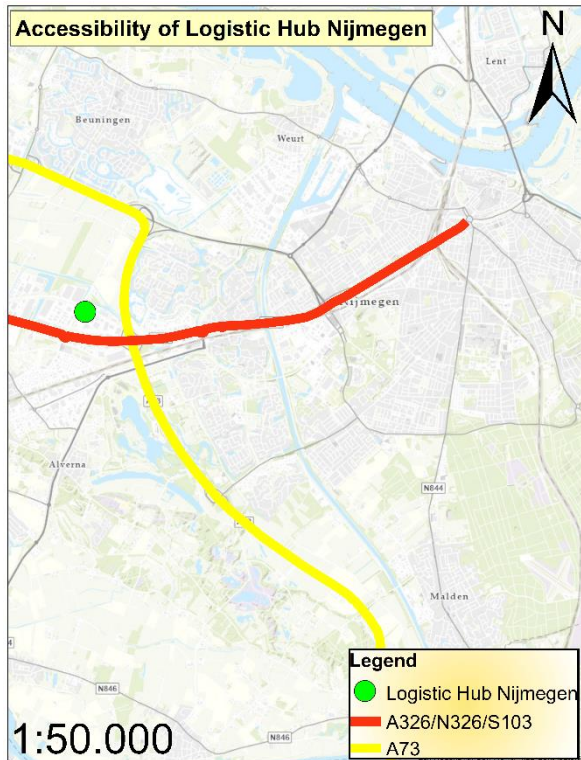 Accessibility of Logistic Hub Nijmegen
N
Lent
Beuningen
Weurt
Nijmegen
Alverna
N844
Malden
N846
N846
Legend
Logistic Hub Nijmegen
A326/N326/S103
A73
1:50.000